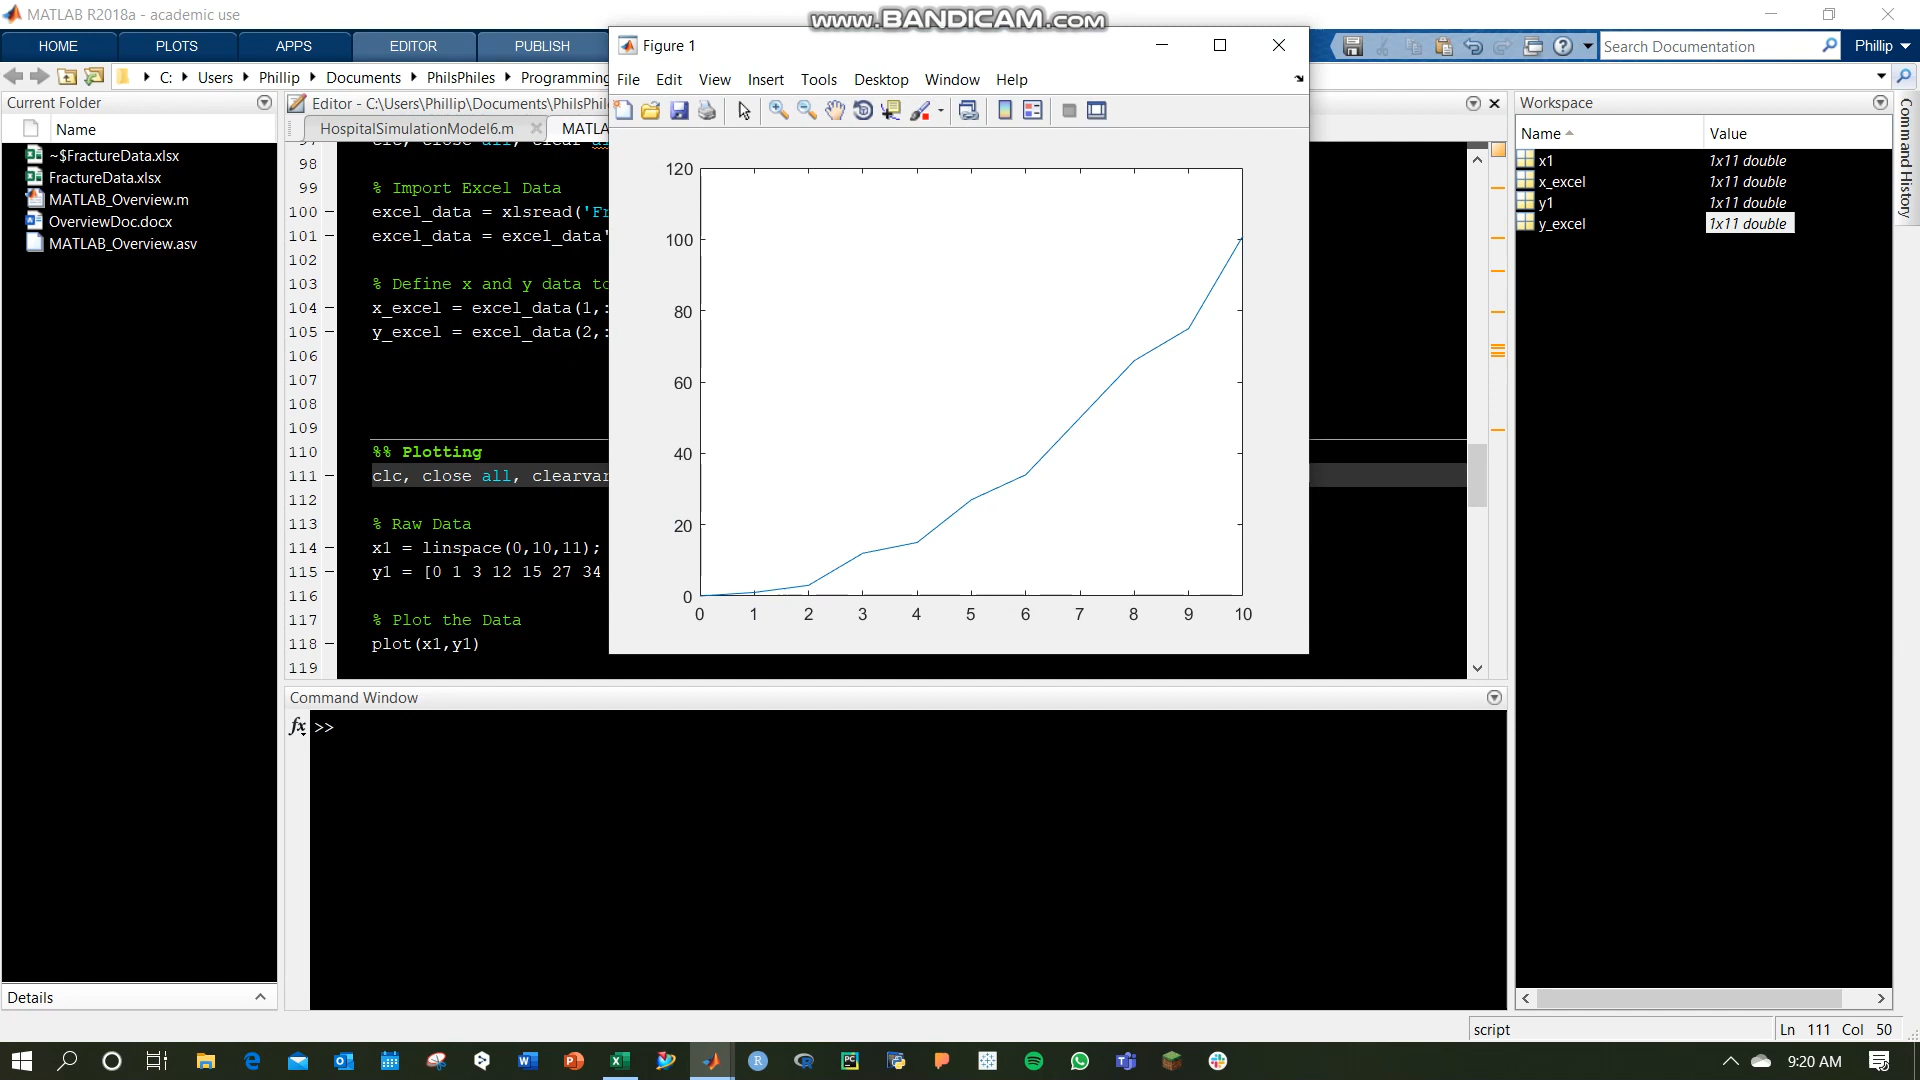 MATLAB R2018a - academic use
www.BANDICAM.com
HOME
PLOTS
APPS
EDITOR
PUBLISH
Search Documentation
Phillip
C:
Users
Phillip
Documents
PhilsPhiles
Programming
Current Folder
Name
~$FractureData.xlsx
FractureData.xlsx
MATLAB_Overview.m
OverviewDoc.docx
MATLAB_Overview.asv
Details
Editor - C:\Users\Phillip\Documents\PhilsPhil
HospitalSimulationModel6.m
MATLA
98
99 % Import Excel Data
100 excel_data = xlsread('Fr
101 excel_data = excel_data'
102
103 % Define x and y data to
104 x_excel = excel_data(1,:
105 y_excel = excel_data(2,:
106
107
108
109
110 %% Plotting
111 clc, close all, clearvar
112
113 % Raw Data
114 x1 = linspace(0,10,11);
115 y1 = [0 1 3 12 15 27 34
116
117 % Plot the Data
118 plot(x1,y1)
119
Figure 1
File Edit View Insert Tools Desktop Window Help
120
100
80
60
40
20
0
0 1 2 3 4 5 6 7 8 9 10
Command Window
fx >>
Workspace
Name Value
x1 1x11 double
x_excel 1x11 double
y1 1x11 double
y_excel 1x11 double
Command History
script
Ln 111 Col 50
9:20 AM